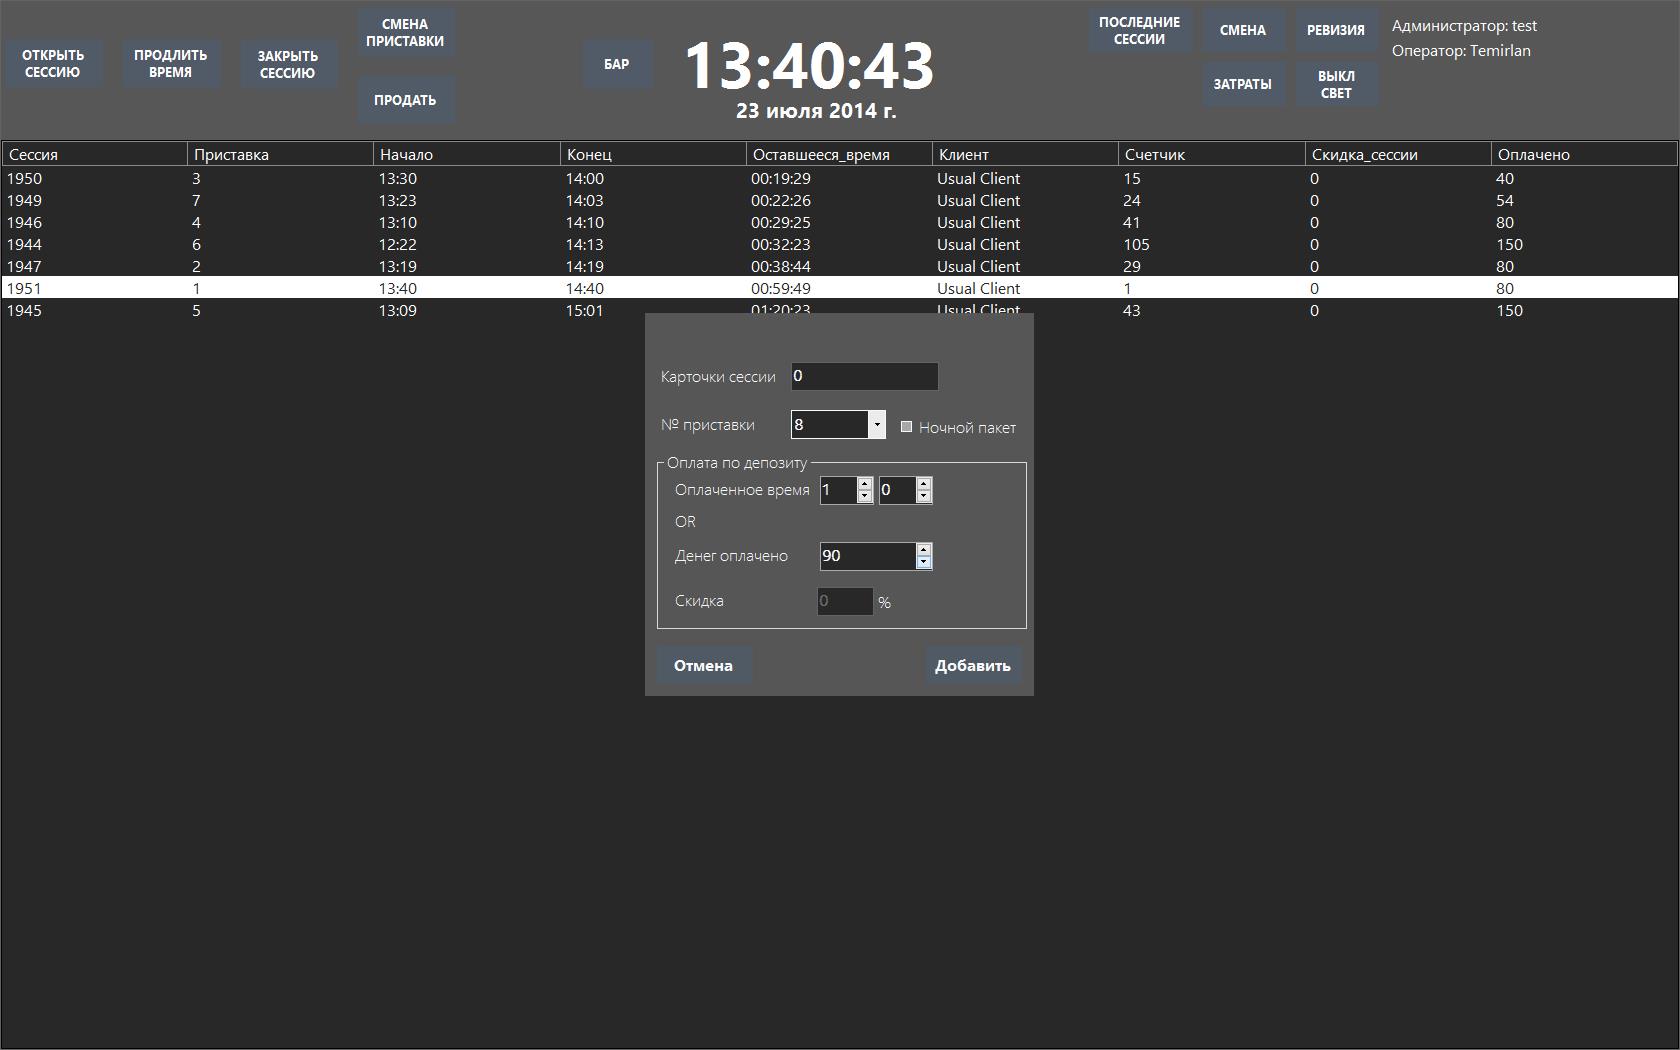 ОТКРЫТЬ
СЕССИЮ
ПРОДЛИТЬ
ВРЕМЯ
ЗАКРЫТЬ
СЕССИЮ
СМЕНА
ПРИСТАВКИ
ПРОДАТЬ
БАР
13:40:43
23 июля 2014 г.
ПОСЛЕДНИЕ
СЕССИИ
СМЕНА
РЕВИЗИЯ
ЗАТРАТЫ
ВЫКЛ
СВЕТ
Администратор: test
Оператор: Temirlan
Сессия Приставка Начало Конец Оставшееся_время Клиент Счетчик Скидка_сессии Оплачено
1950 3 13:30 14:00 00:19:29 Usual Client 15 0 40
1949 7 13:23 14:03 00:22:26 Usual Client 24 0 54
1946 4 13:10 14:10 00:29:25 Usual Client 41 0 80
1944 6 12:22 14:13 00:32:23 Usual Client 105 0 150
1947 2 13:19 14:19 00:38:44 Usual Client 29 0 80
1951 1 13:40 14:40 00:59:49 Usual Client 1 0 80
1945 5 13:09 15:01 01:20:23 Usual Client 43 0 150
Карточки сессии 0
№ приставки 8 Ночной пакет
Оплата по депозиту
Оплаченное время 1 0
OR
Денег оплачено 90
Скидка 0 %
Отмена Добавить